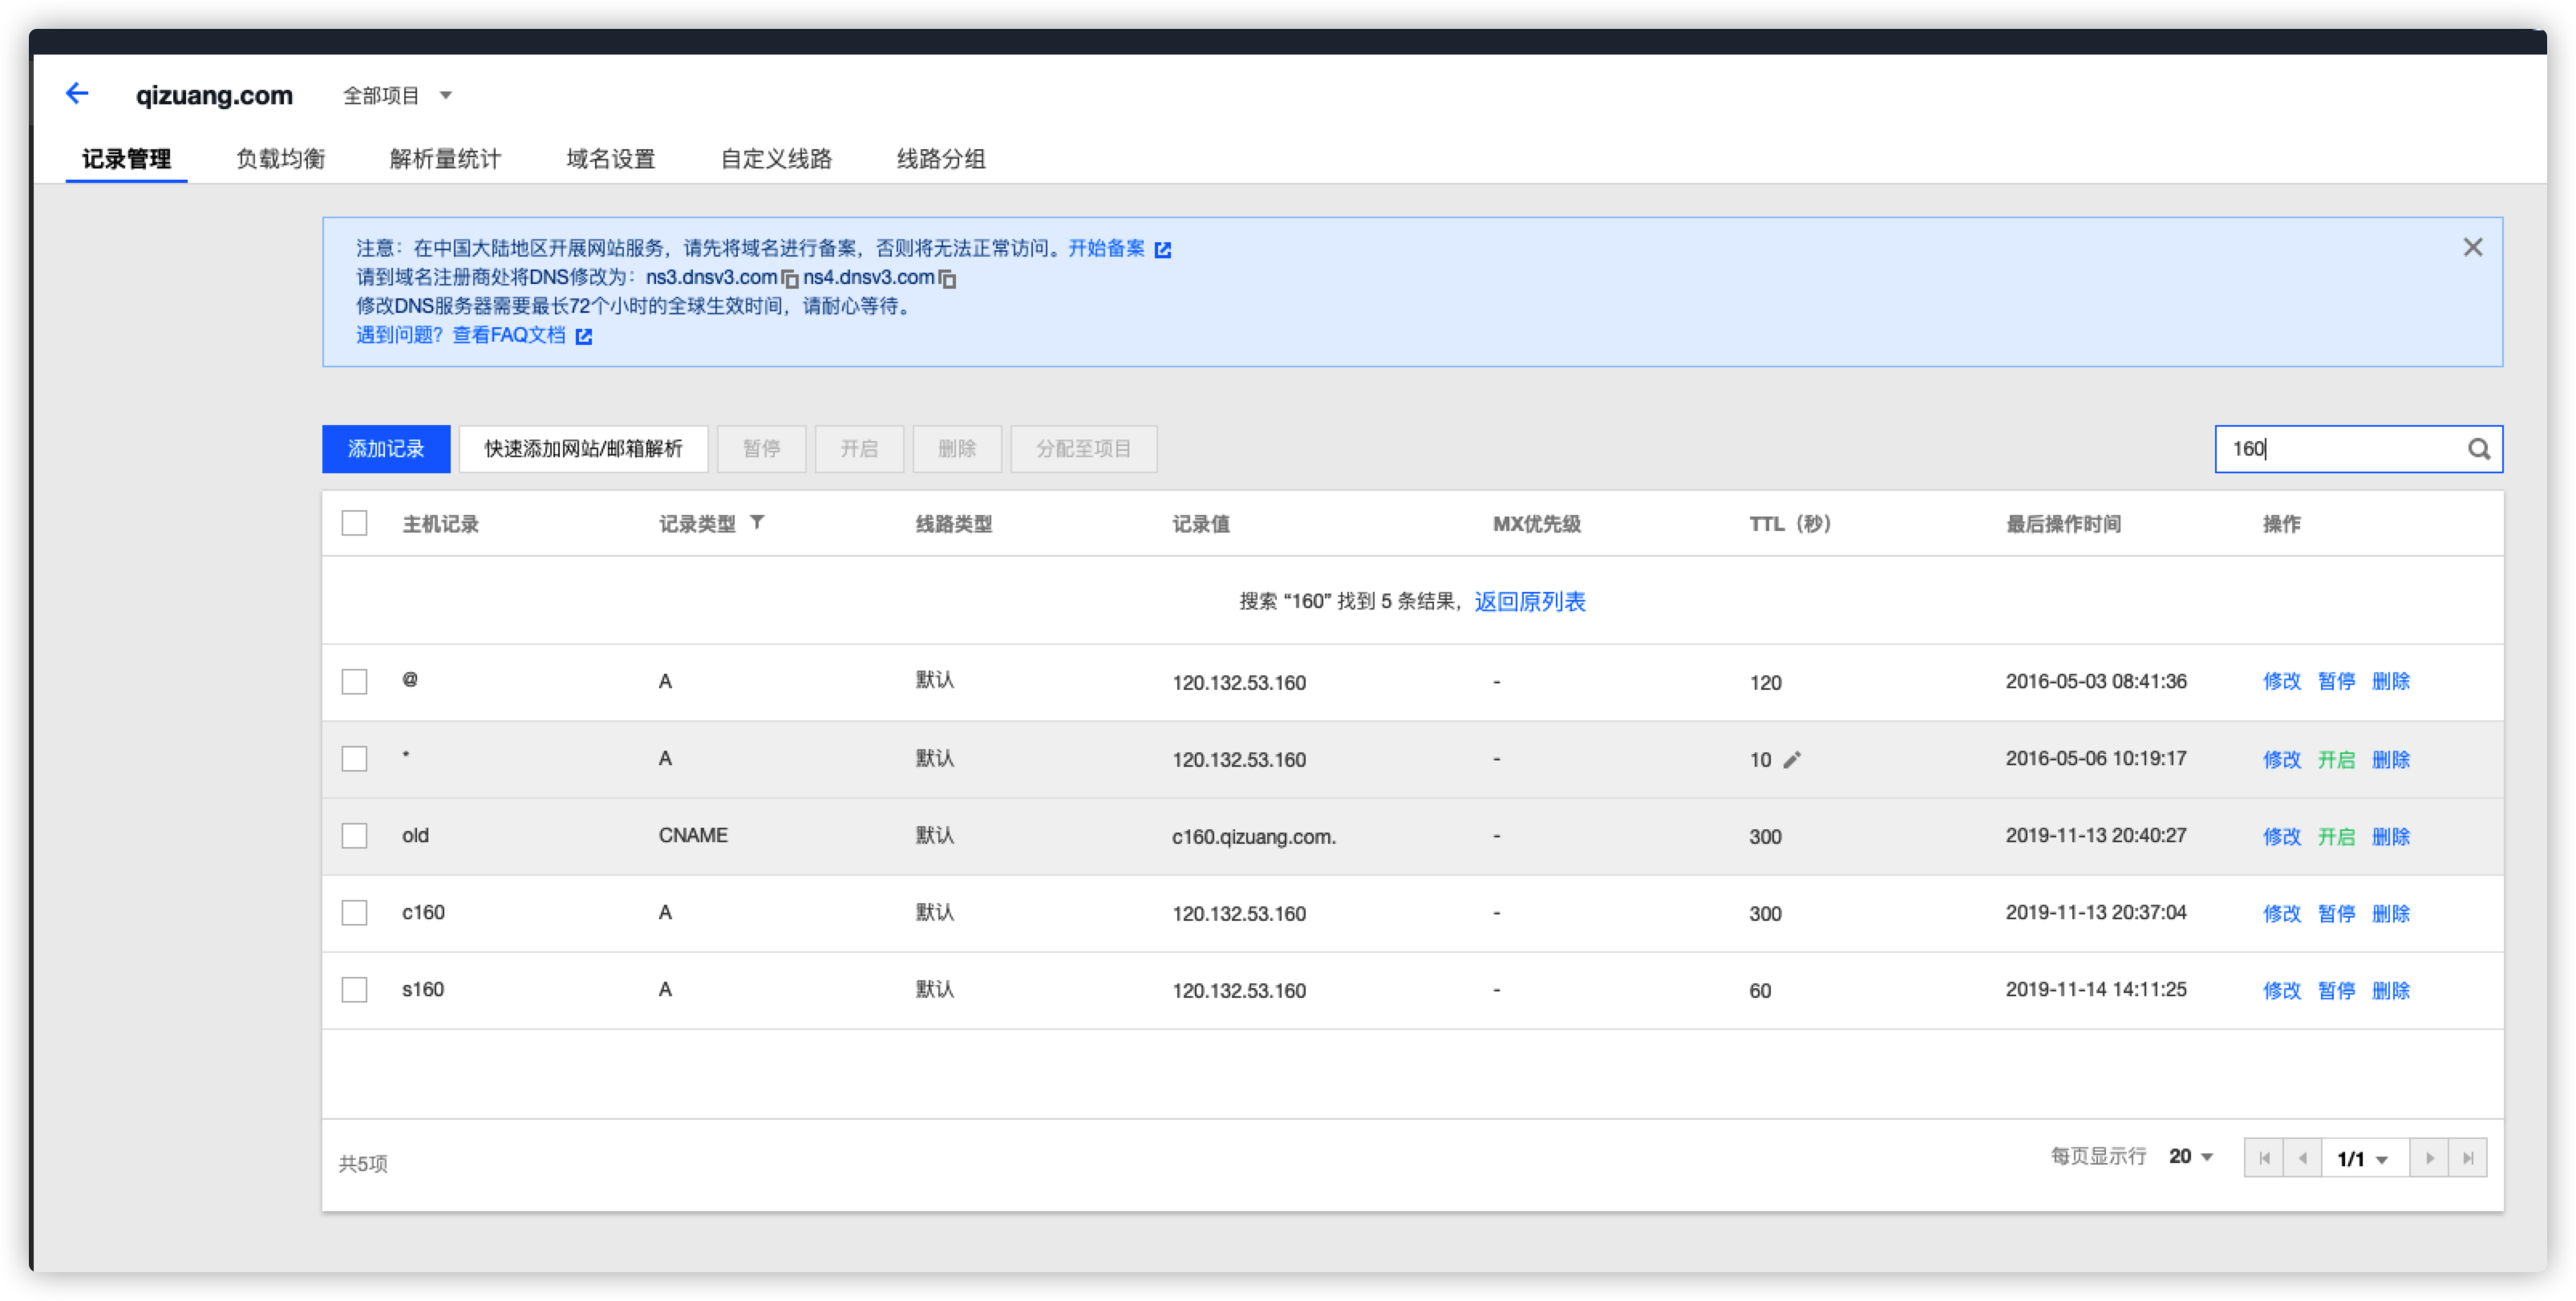 qizuang.com 全部项目
记录管理 负载均衡 解析量统计 域名设置 自定义线路 线路分组
注意：在中国大陆地区开展网站服务，请先将域名进行备案，否则将无法正常访问。开始备案
请到域名注册商处将DNS修改为：ns3.dnsv3.com ns4.dnsv3.com
修改DNS服务器需要最长72个小时的全球生效时间，请耐心等待。
遇到问题？查看FAQ文档
添加记录 快速添加网站/邮箱解析 暂停 开启 删除 分配至项目 160
主机记录 记录类型 线路类型 记录值 MX优先级 TTL（秒） 最后操作时间 操作
搜索 “160” 找到 5 条结果，返回原列表
@ A 默认 120.132.53.160 - 120 2016-05-03 08:41:36 修改 暂停 删除
* A 默认 120.132.53.160 - 10 2016-05-06 10:19:17 修改 开启 删除
old CNAME 默认 c160.qizuang.com. - 300 2019-11-13 20:40:27 修改 开启 删除
c160 A 默认 120.132.53.160 - 300 2019-11-13 20:37:04 修改 暂停 删除
s160 A 默认 120.132.53.160 - 60 2019-11-14 14:11:25 修改 暂停 删除
共5项 每页显示行 20 1/1